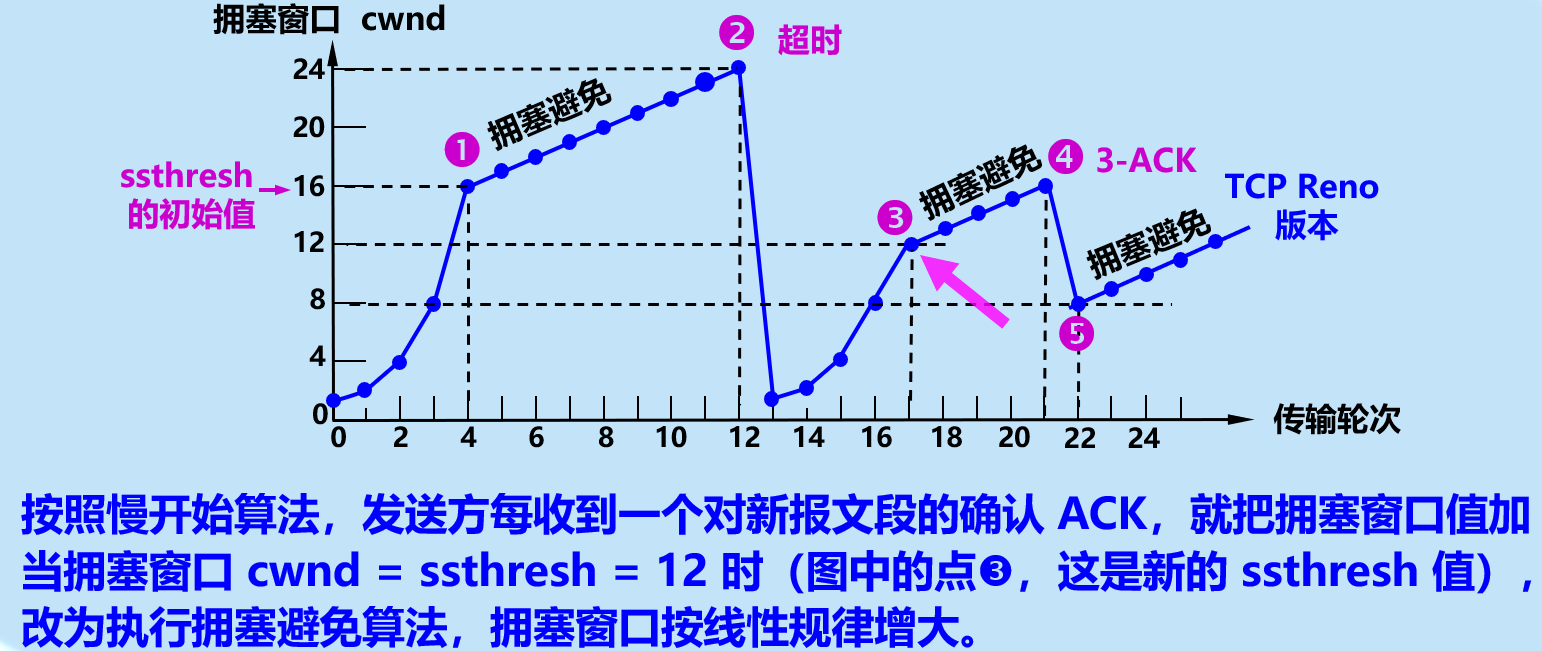 拥塞窗口 cwnd
❷ 超时
24
拥塞避免
20
❶
拥塞避免
❹ 3-ACK
ssthresh
的初始值
16
TCP Reno
版本
❸
拥塞避免
12
8
❺
4
0
0 2 4 6 8 10 12 14 16 18 20 22 24
传输轮次
按照慢开始算法，发送方每收到一个对新报文段的确认 ACK，就把拥塞窗口值加
当拥塞窗口 cwnd = ssthresh = 12 时（图中的点❸，这是新的 ssthresh 值），
改为执行拥塞避免算法，拥塞窗口按线性规律增大。